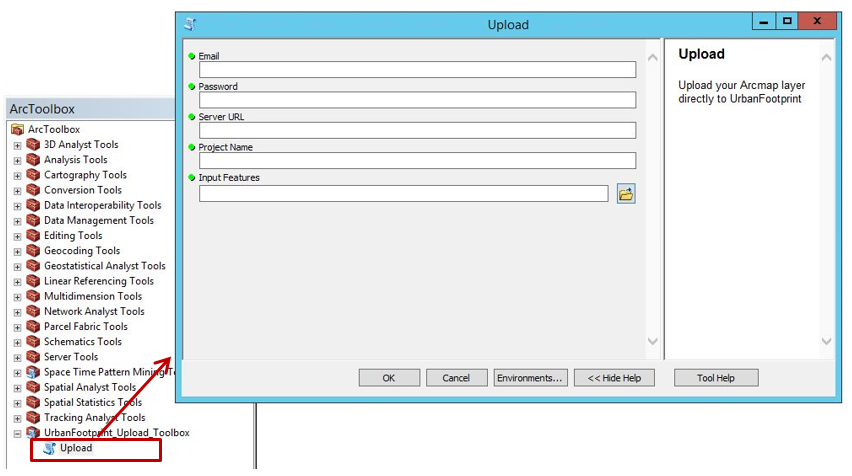 ArcToolbox
ArcToolbox
3D Analyst Tools
Analysis Tools
Cartography Tools
Conversion Tools
Data Interoperability Tools
Data Management Tools
Editing Tools
Geocoding Tools
Geostatistical Analyst Tools
Linear Referencing Tools
Multidimension Tools
Network Analyst Tools
Parcel Fabric Tools
Schematics Tools
Server Tools
Space Time Pattern Mining To
Spatial Analyst Tools
Spatial Statistics Tools
Tracking Analyst Tools
UrbanFootprint_Upload_Toolbox
Upload
Upload
Email
Password
Server URL
Project Name
Input Features
OK
Cancel
Environments...
<< Hide Help
Tool Help
Upload
Upload your Arcmap layer
directly to UrbanFootprint